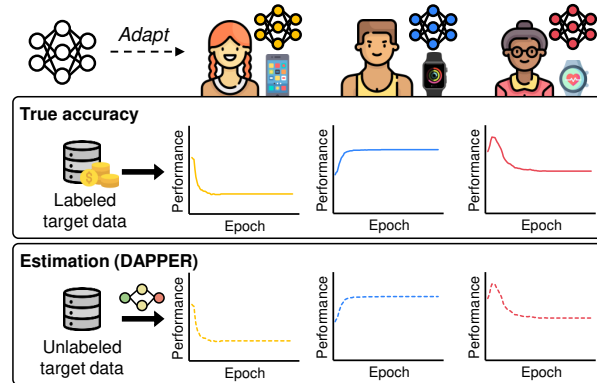 Adapt
True accuracy
Labeled
target data
Performance
Epoch
Performance
Epoch
Performance
Epoch
Estimation (DAPPER)
Unlabeled
target data
Performance
Epoch
Performance
Epoch
Performance
Epoch